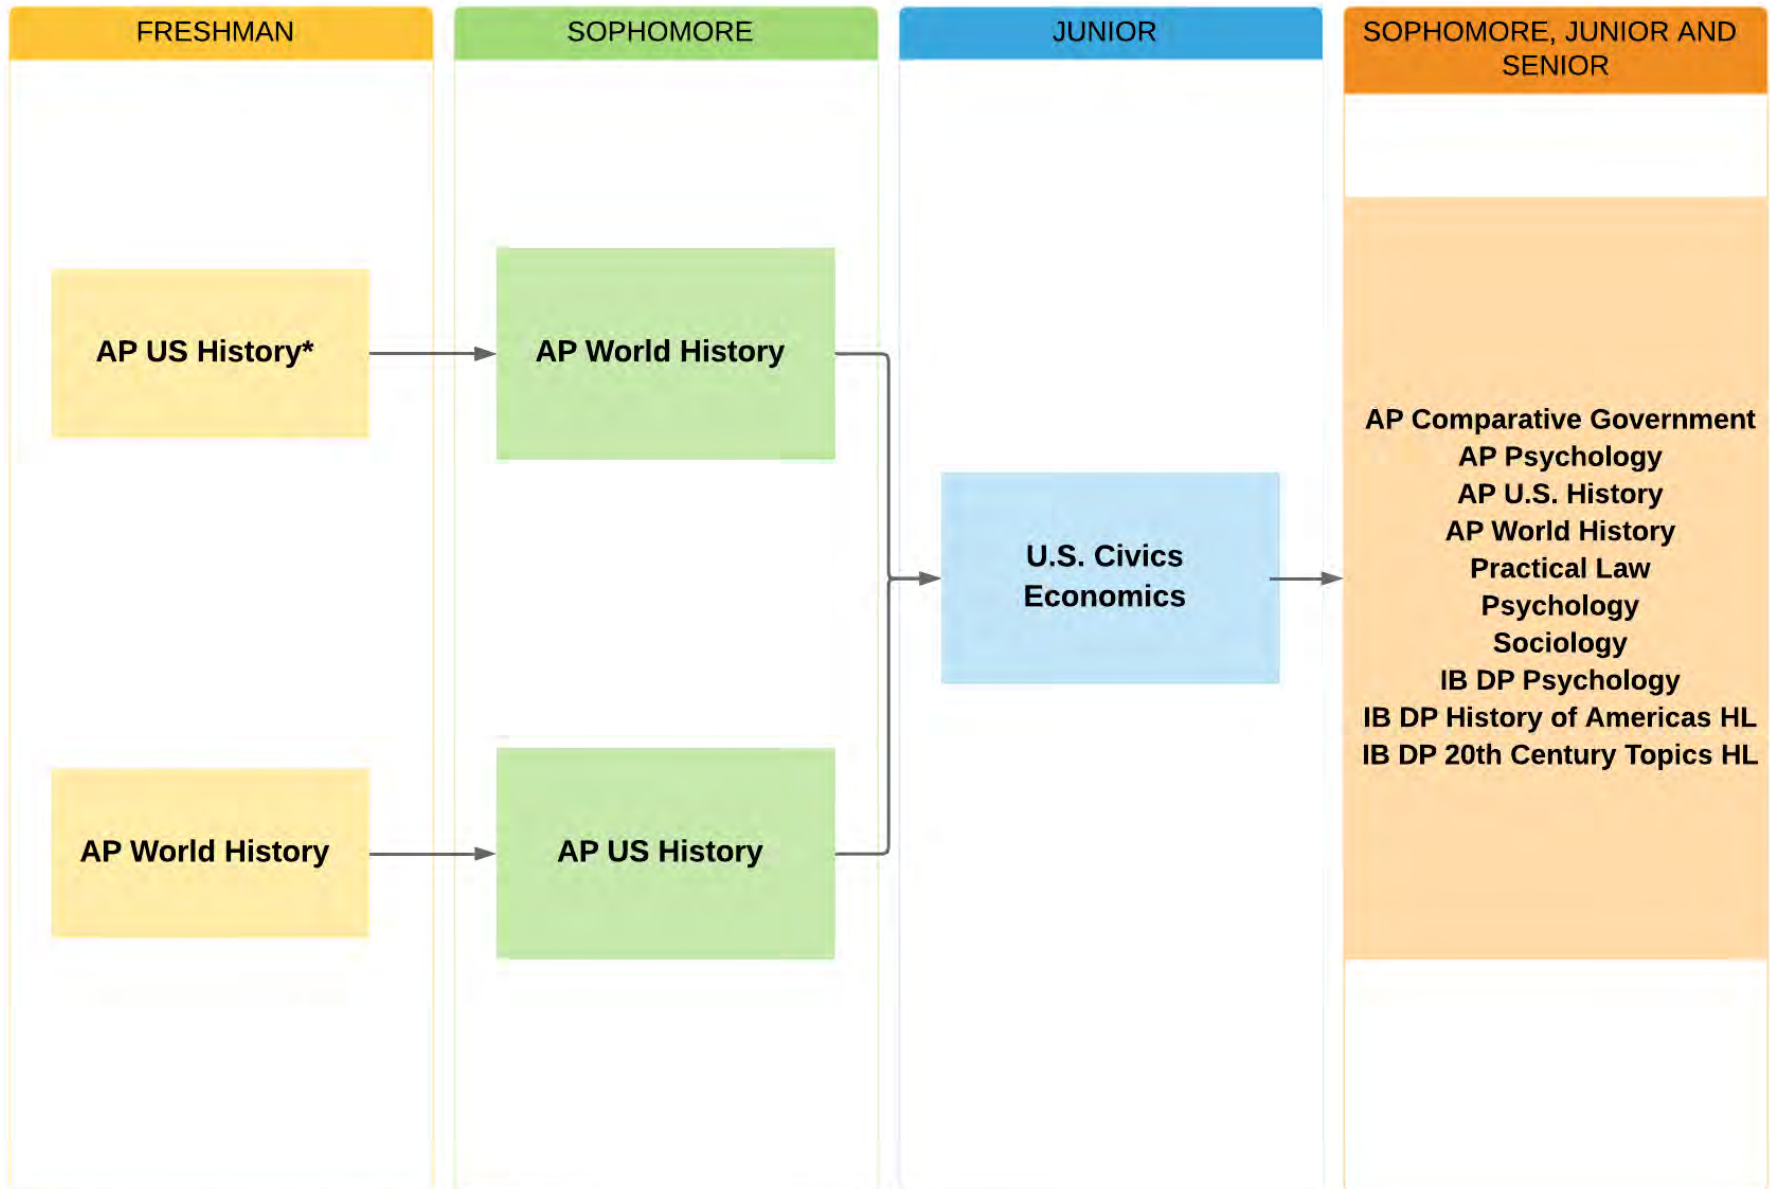 FRESHMAN
SOPHOMORE
JUNIOR
SOPHOMORE, JUNIOR AND
SENIOR
AP US History*
AP World History
AP World History
AP US History
U.S. Civics
Economics
AP Comparative Government
AP Psychology
AP U.S. History
AP World History
Practical Law
Psychology
Sociology
IB DP Psychology
IB DP History of Americas HL
IB DP 20th Century Topics HL